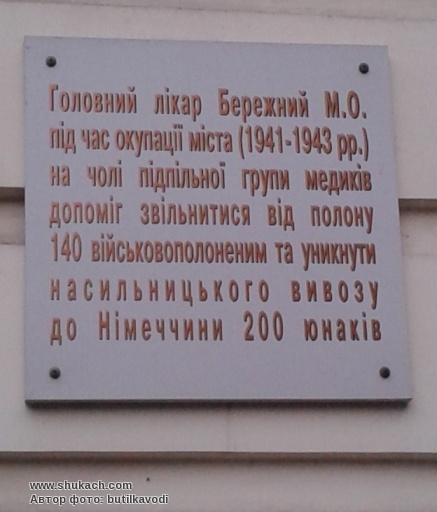 Головний лікар Бережний М.О.
під час окупації міста (1941-1943 рр.)
на чолі підпільної групи медиків
допоміг звільнитися від полону
140 військовополоненим та уникнути
насильницького вивозу
до Німеччини 200 юнаків
www.shukach.com
Автор фото: butilkavodi